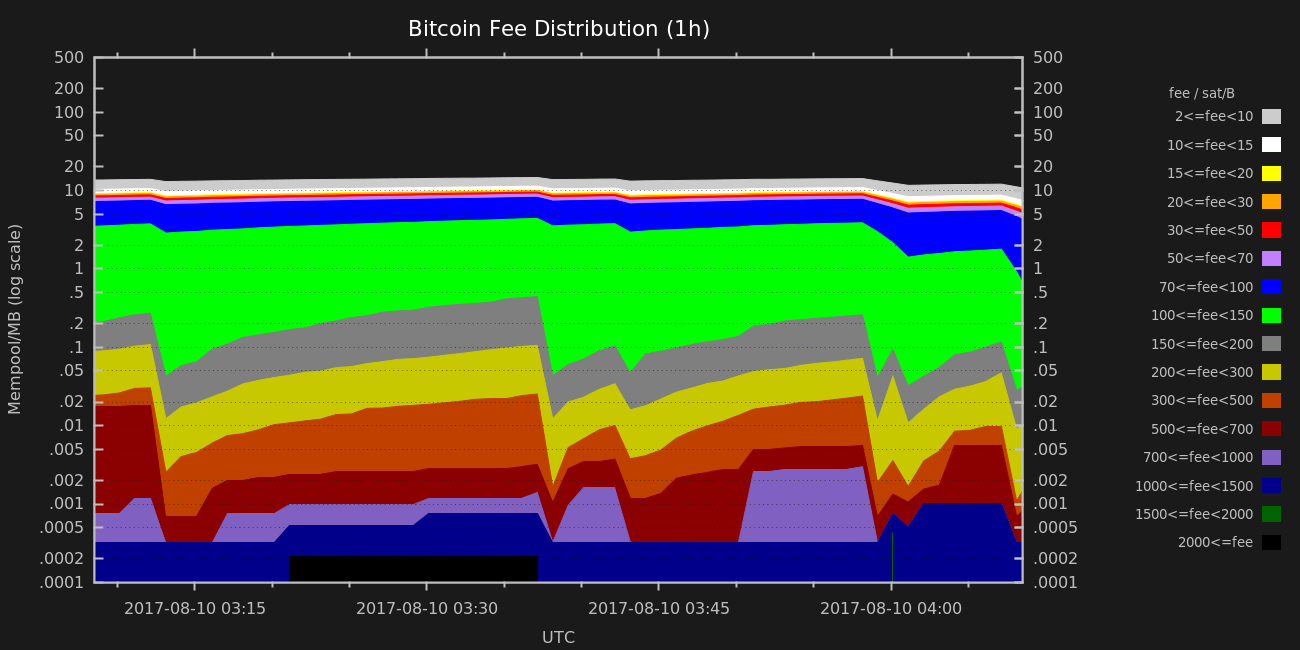 Bitcoin Fee Distribution (1h)
500
200
100
50
20
10
5
2
1
.5
.2
.1
.05
.02
.01
.005
.002
.001
.0005
.0002
.0001
Mempool/MB (log scale)
500
200
100
50
20
10
5
2
1
.5
.2
.1
.05
.02
.01
.005
.002
.001
.0005
.0002
.0001
2017-08-10 03:15
2017-08-10 03:30
2017-08-10 03:45
2017-08-10 04:00
UTC
fee / sat/B
2<=fee<10
10<=fee<15
15<=fee<20
20<=fee<30
30<=fee<50
50<=fee<70
70<=fee<100
100<=fee<150
150<=fee<200
200<=fee<300
300<=fee<500
500<=fee<700
700<=fee<1000
1000<=fee<1500
1500<=fee<2000
2000<=fee